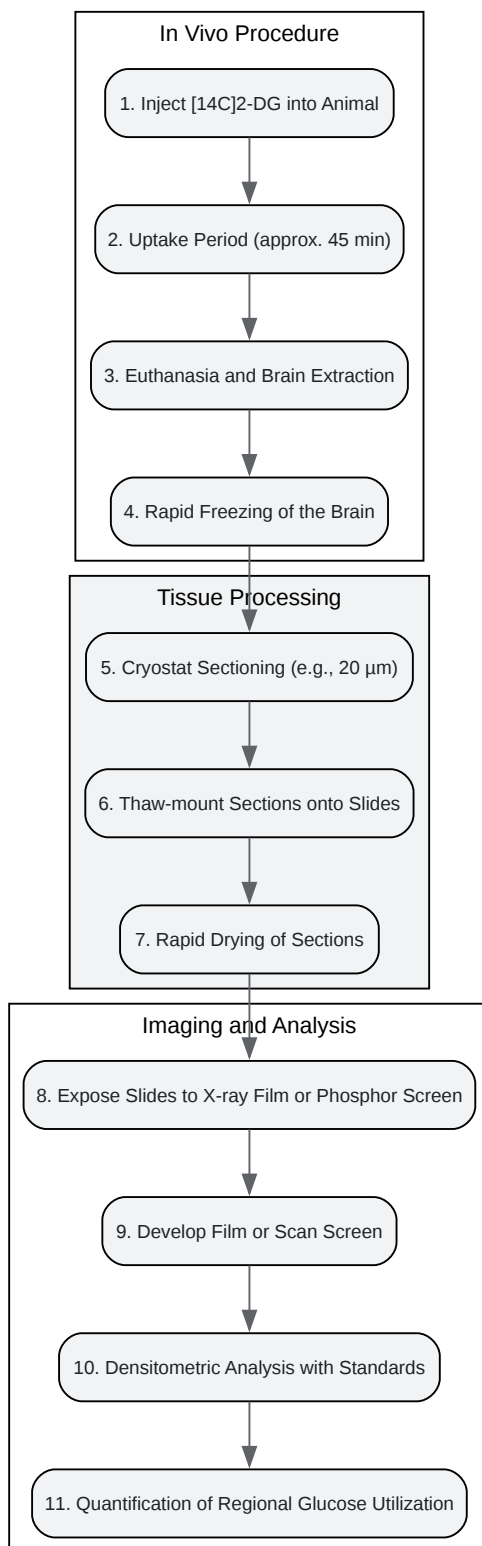 In Vivo Procedure
1. Inject [14C]2-DG into Animal
2. Uptake Period (approx. 45 min)
3. Euthanasia and Brain Extraction
4. Rapid Freezing of the Brain
Tissue Processing
5. Cryostat Sectioning (e.g., 20 µm)
6. Thaw-mount Sections onto Slides
7. Rapid Drying of Sections
Imaging and Analysis
8. Expose Slides to X-ray Film or Phosphor Screen
9. Develop Film or Scan Screen
10. Densitometric Analysis with Standards
11. Quantification of Regional Glucose Utilization